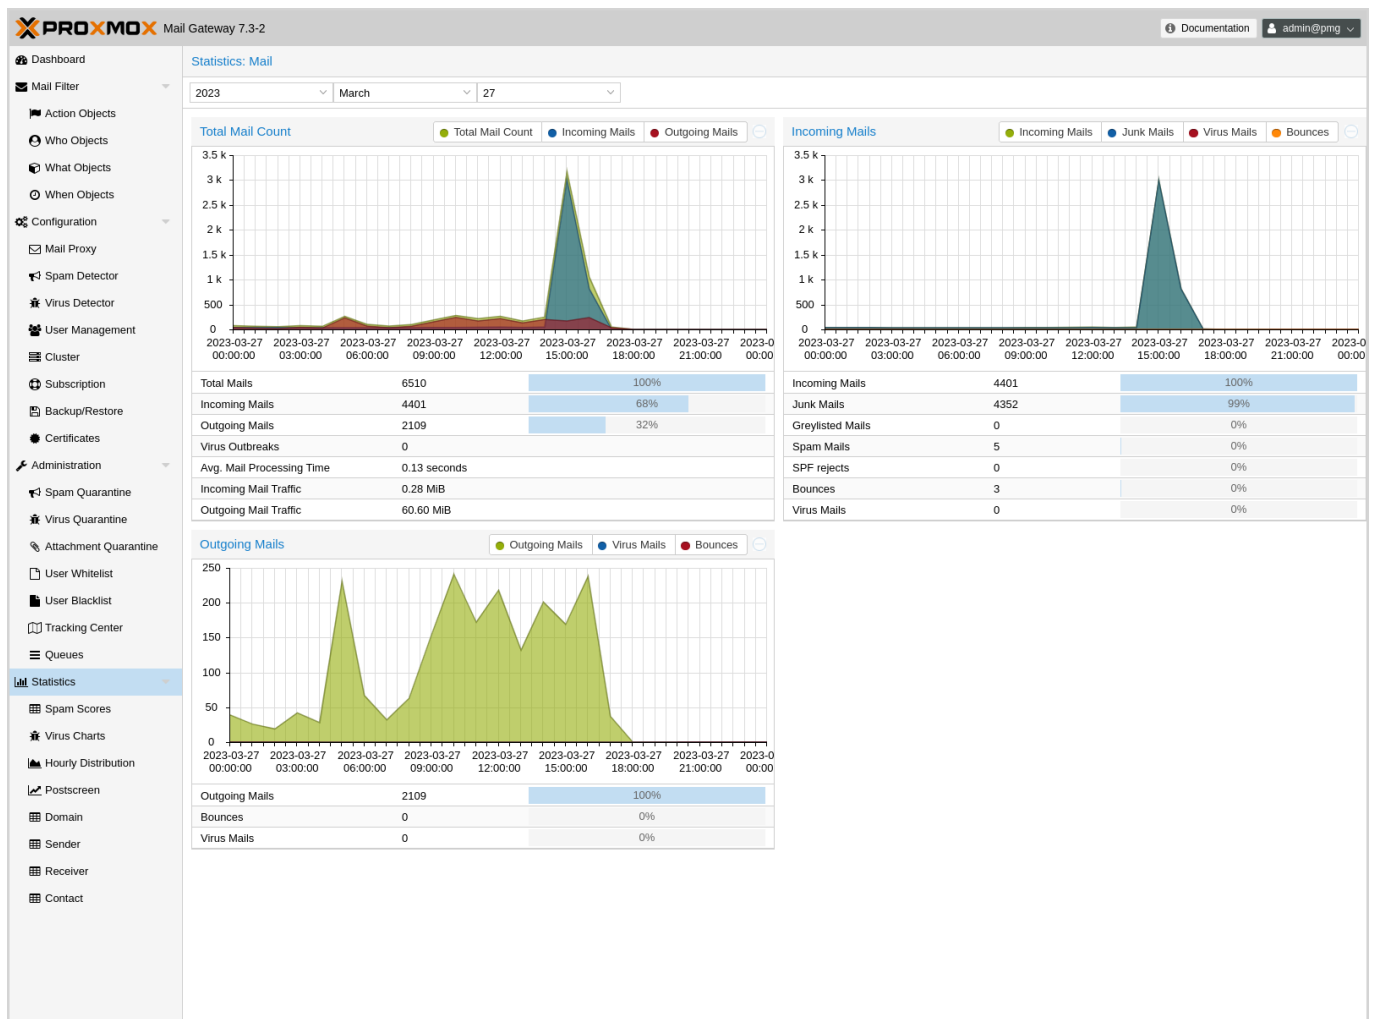 PROXMOX Mail Gateway 7.3-2 Documentation admin@pmg
Dashboard
Mail Filter
Action Objects
Who Objects
What Objects
When Objects
Configuration
Mail Proxy
Spam Detector
Virus Detector
User Management
Cluster
Subscription
Backup/Restore
Certificates
Administration
Spam Quarantine
Virus Quarantine
Attachment Quarantine
User Whitelist
User Blacklist
Tracking Center
Queues
Statistics
Spam Scores
Virus Charts
Hourly Distribution
Postscreen
Domain
Sender
Receiver
Contact
Statistics: Mail
2023 March 27
Total Mail Count Total Mail Count Incoming Mails Outgoing Mails
3.5 k
3 k
2.5 k
2 k
1.5 k
1 k
500
0
2023-03-27 2023-03-27 2023-03-27 2023-03-27 2023-03-27 2023-03-27 2023-03-27 2023-03-27 2023-0
00:00:00 03:00:00 06:00:00 09:00:00 12:00:00 15:00:00 18:00:00 21:00:00 00:0
Total Mails 6510 100%
Incoming Mails 4401 68%
Outgoing Mails 2109 32%
Virus Outbreaks 0
Avg. Mail Processing Time 0.13 seconds
Incoming Mail Traffic 0.28 MiB
Outgoing Mail Traffic 60.60 MiB
Incoming Mails Incoming Mails Junk Mails Virus Mails Bounces
3.5 k
3 k
2.5 k
2 k
1.5 k
1 k
500
0
2023-03-27 2023-03-27 2023-03-27 2023-03-27 2023-03-27 2023-03-27 2023-03-27 2023-03-27 2023-0
00:00:00 03:00:00 06:00:00 09:00:00 12:00:00 15:00:00 18:00:00 21:00:00 00:00
Incoming Mails 4401 100%
Junk Mails 4352 99%
Greylisted Mails 0 0%
Spam Mails 5 0%
SPF rejects 0 0%
Bounces 3 0%
Virus Mails 0 0%
Outgoing Mails Outgoing Mails Virus Mails Bounces
250
200
150
100
50
0
2023-03-27 2023-03-27 2023-03-27 2023-03-27 2023-03-27 2023-03-27 2023-03-27 2023-03-27 2023-0
00:00:00 03:00:00 06:00:00 09:00:00 12:00:00 15:00:00 18:00:00 21:00:00 00:0
Outgoing Mails 2109 100%
Bounces 0 0%
Virus Mails 0 0%